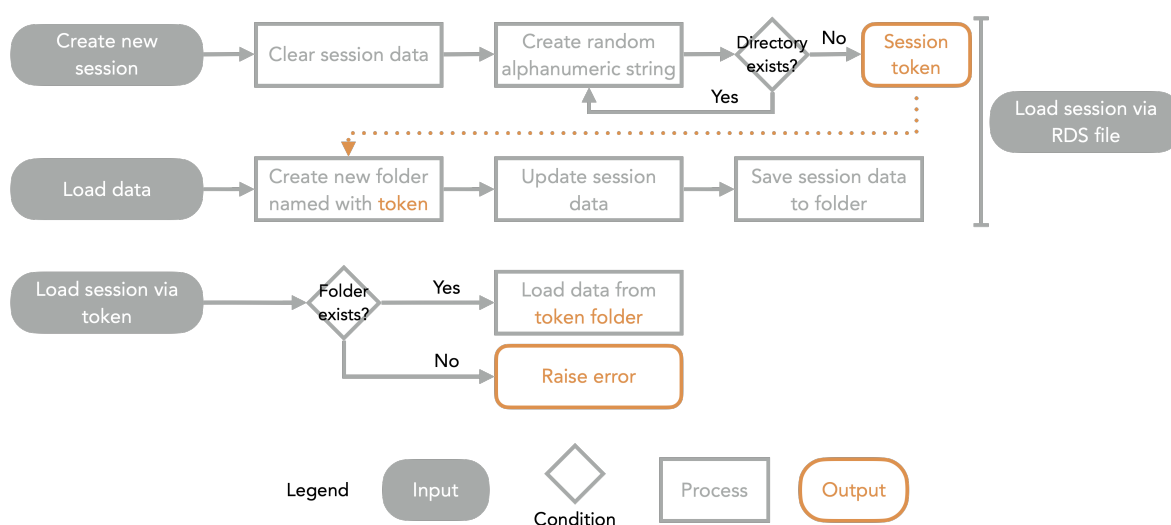 Create new
session
Clear session data
Create random
alphanumeric string
Directory
exists?
No
Yes
Session
token
Load session via
RDS file
Load data
Create new folder
named with token
Update session
data
Save session data
to folder
Load session via
token
Folder
exists?
Yes
Load data from
token folder
No
Raise error
Legend
Input
Condition
Process
Output